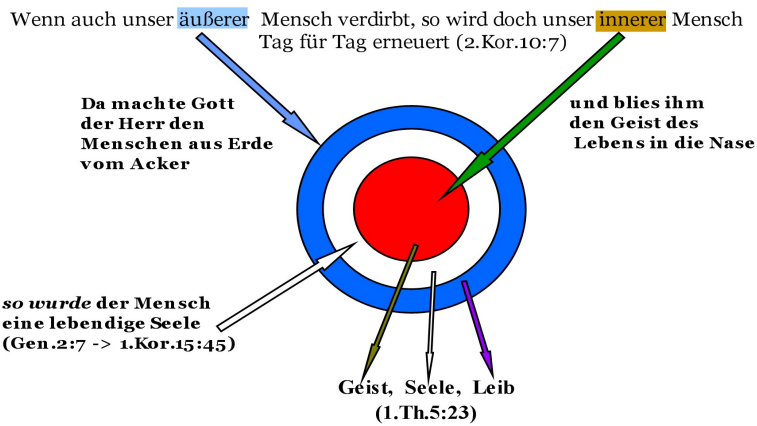 Wenn auch unser äußerer Mensch verdirbt, so wird doch unser innerer Mensch
Tag für Tag erneuert (2.Kor.10:7)
Da machte Gott
der Herr den
Menschen aus Erde
vom Acker
und blies ihm
den Geist des
Lebens in die Nase
so wurde der Mensch
eine lebendige Seele
(Gen.2:7 -> 1.Kor.15:45)
Geist, Seele, Leib
(1.Th.5:23)